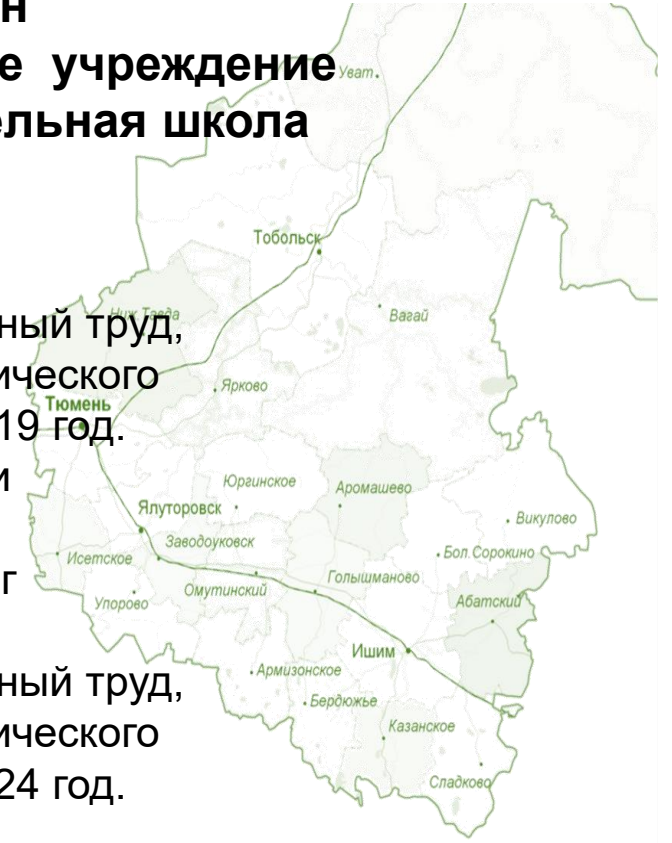 н
е учреждение
ельная школа
ный труд,
ического
19 год.
и
г
ный труд,
ического
24 год.
Уват
Тобольск
Вагай
Ниж.Тавда
Ярково
Тюмень
Юргинское
Аромашево
Ялуторовск
Викулово
Заводоуковск
Бол.Сорокино
Исетское
Голышманово
Омутинский
Упорово
Абатский
Ишим
Армизонское
Бердюжье
Казанское
Сладково